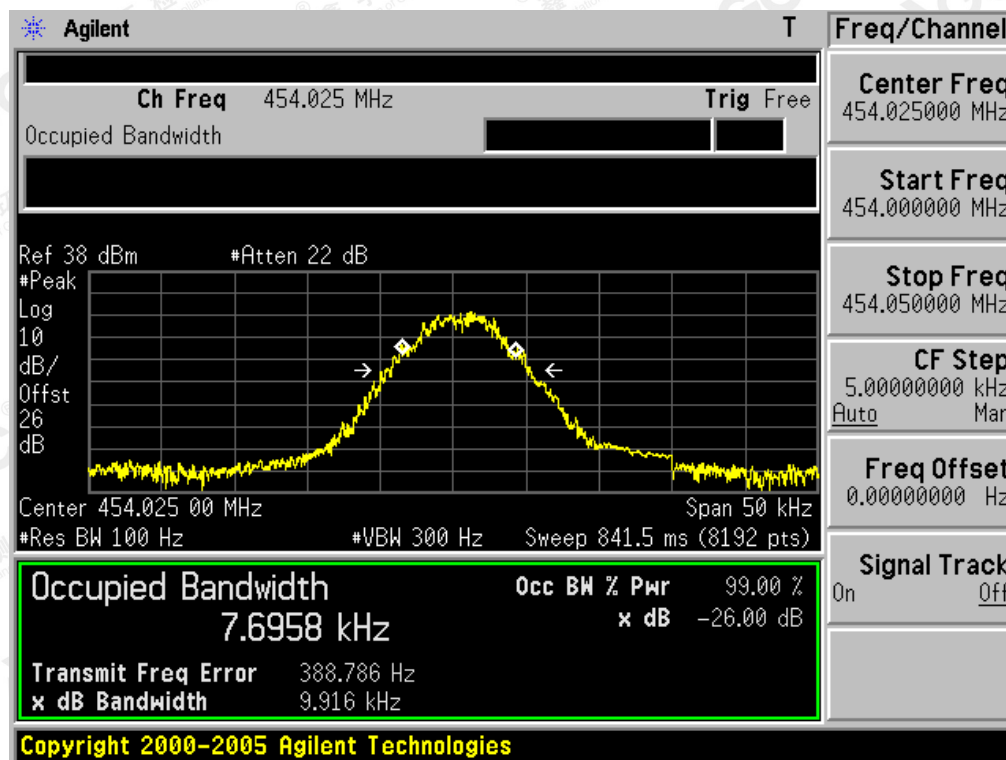 Agilent T Freq/Channel
Ch Freq 454.025 MHz Trig Free
Occupied Bandwidth
Center Freq
454.025000 MHz
Start Freq
454.000000 MHz
Stop Freq
454.050000 MHz
CF Step
5.00000000 kHz
Auto Man
Freq Offset
0.00000000 Hz
Signal Track
On Off
Ref 38 dBm #Atten 22 dB
#Peak
Log
10
dB/
Offst
26
dB
Center 454.025 00 MHz Span 50 kHz
#Res BW 100 Hz #VBW 300 Hz Sweep 841.5 ms (8192 pts)
Occupied Bandwidth Occ BW % Pwr 99.00 %
7.6958 kHz x dB -26.00 dB
Transmit Freq Error 388.786 Hz
x dB Bandwidth 9.916 kHz
Copyright 2000-2005 Agilent Technologies